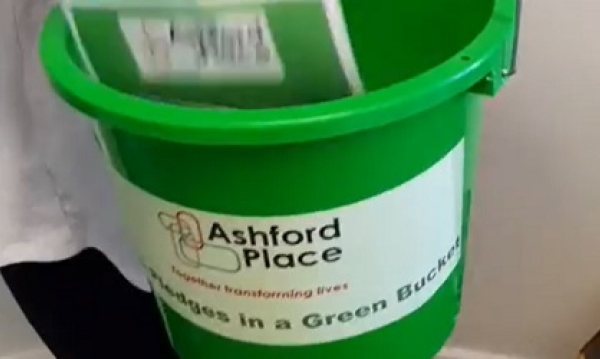 Ashford
Place
together transforming lives
Pledges in a Green Bucket